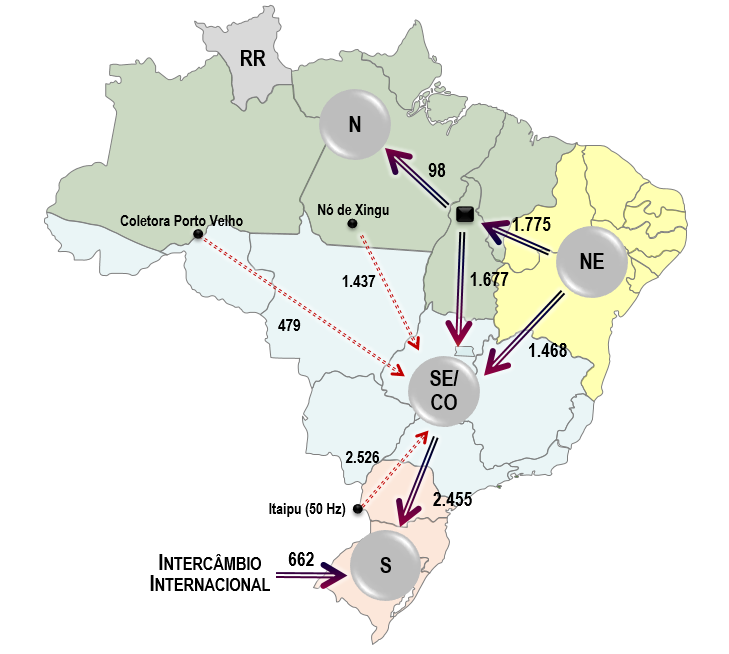 RR
N
98
Coletora Porto Velho
Nó de Xingu
1.775
NE
1.437
1.677
479
1.468
SE/
CO
2.526
2.455
Itaipu (50 Hz)
INTERCÂMBIO
INTERNACIONAL
662
S